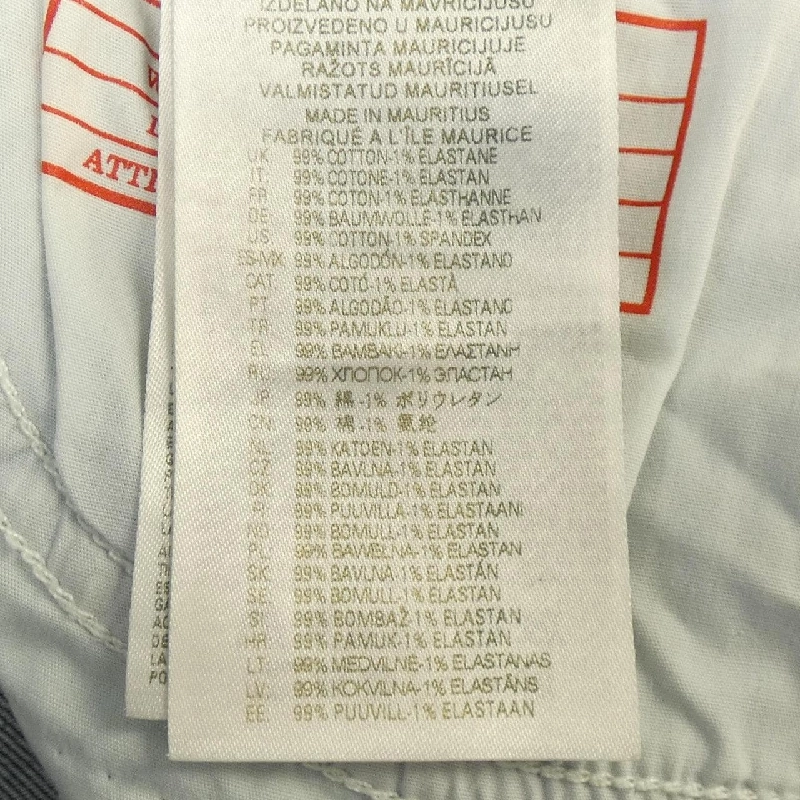 IZDELANO NA MAVRICIJUSU
PROIZVEDENO U MAURICIJUSU
PAGAMINTA MAURICIJUJE
RAŽOTS MAURĪCIJĀ
VALMISTATUD MAURITIUSEL
MADE IN MAURITIUS
FABRIQUÉ A L'ÎLE MAURICE
UK: 99% COTTON-1% ELASTANE
IT: 99% COTONE-1% ELASTAN
FR: 99% COTON-1% ELASTHANNE
DE: 99% BAUMWOLLE-1% ELASTHAN
US: 99% COTTON-1% SPANDEX
ES-MX: 99% ALGODÓN-1% ELASTANO
CAT: 99% COTÓ-1% ELASTÀ
PT: 99% ALGODÃO-1% ELASTANO
TR: 99% PAMUKLU-1% ELASTAN
EL: 99% ΒΑΜΒΑΚΙ-1% ΕΛΑΣΤΑΝΗ
RU: 99% ХЛОПОК-1% ЭЛАСТАН
JP: 99% 綿 -1% ポリウレタン
CN: 99% 棉 -1% 氨纶
NL: 99% KATOEN-1% ELASTAN
CZ: 99% BAVLNA-1% ELASTAN
DK: 99% BOMULD-1% ELASTAN
FI: 99% PUUVILLA-1% ELASTAANI
NO: 99% BOMULL-1% ELASTAN
PL: 99% BAWEŁNA-1% ELASTAN
SK: 99% BAVLNA-1% ELASTÁN
SE: 99% BOMULL-1% ELASTAN
SI: 99% BOMBAŽ-1% ELASTAN
HR: 99% PAMUK-1% ELASTAN
LT: 99% MEDVILNĖ-1% ELASTANAS
LV: 99% KOKVILNA-1% ELASTĀNS
EE: 99% PUUVILL-1% ELASTAAN